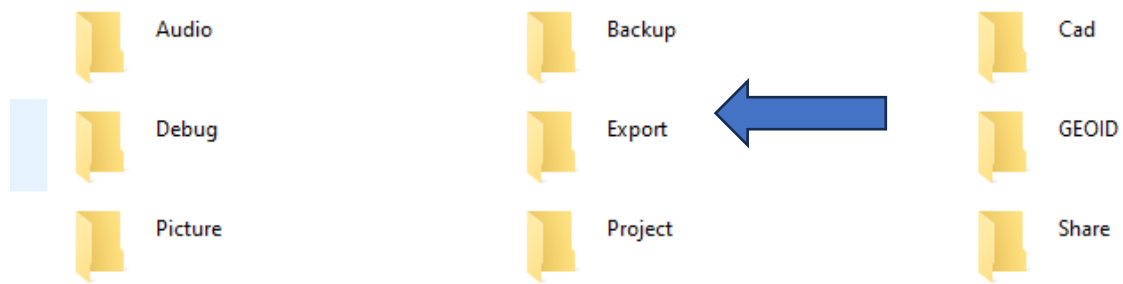 Audio
Backup
Cad
Debug
Export
GEOID
Picture
Project
Share